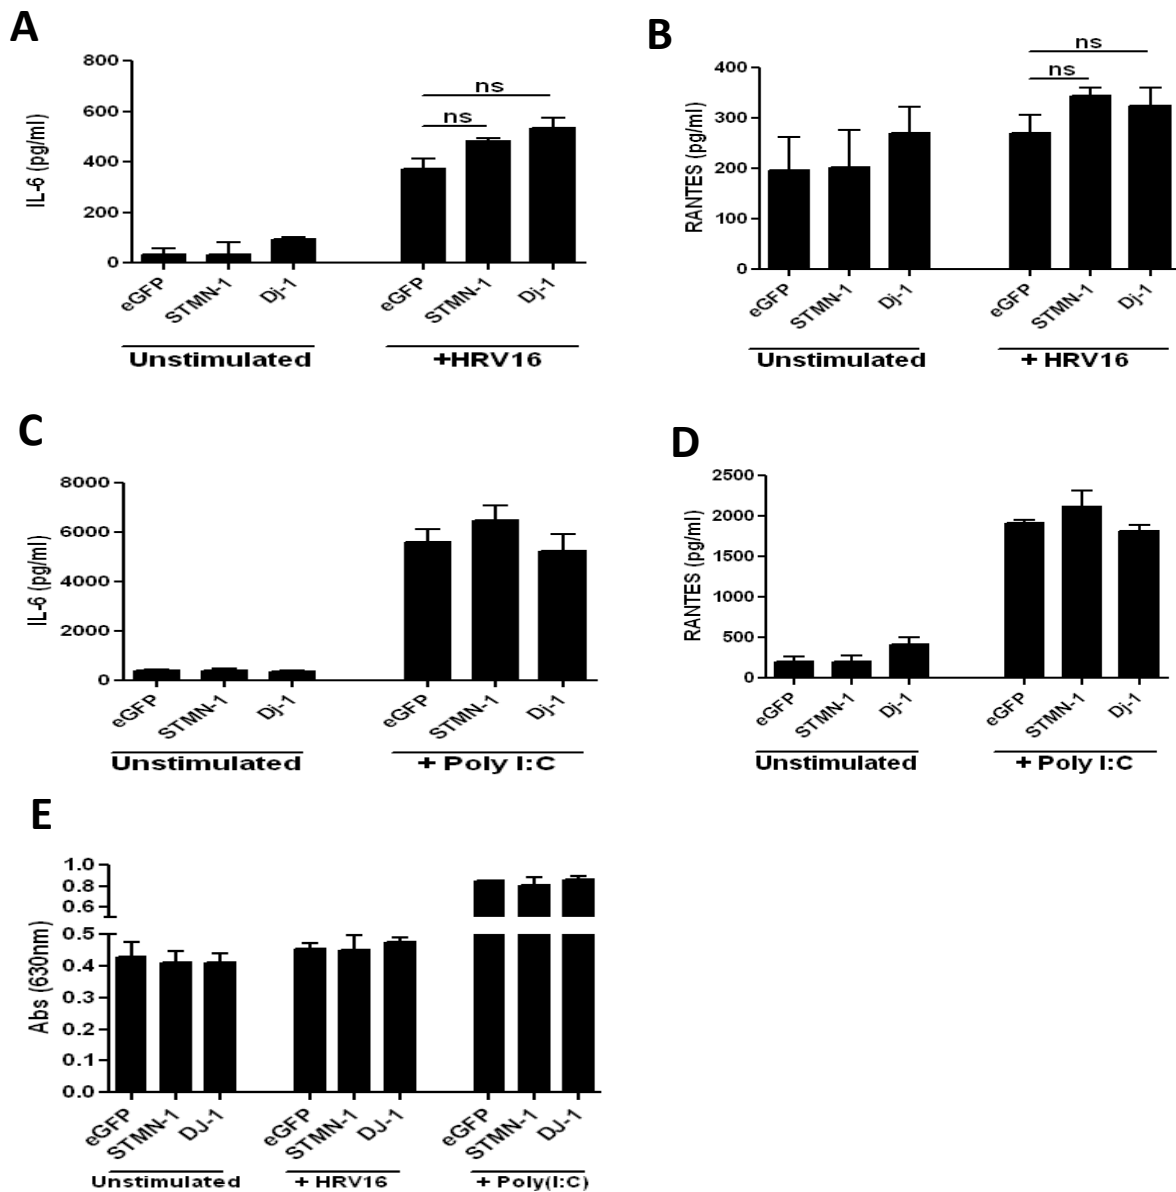 A
IL-6 (pg/ml)
800
600
400
200
0
ns
ns
eGFP STMN-1 Dj-1 eGFP STMN-1 Dj-1
Unstimulated +HRV16
B
RANTES (pg/ml)
400
300
200
100
0
ns
ns
eGFP STMN-1 Dj-1 eGFP STMN-1 Dj-1
Unstimulated + HRV16
C
IL-6 (pg/ml)
8000
6000
4000
2000
0
eGFP STMN-1 Dj-1 eGFP STMN-1 Dj-1
Unstimulated + Poly I:C
D
RANTES (pg/ml)
2500
2000
1500
1000
500
0
eGFP STMN-1 Dj-1 eGFP STMN-1 Dj-1
Unstimulated + Poly I:C
E
Abs (630nm)
1.0
0.8
0.6
0.5
0.4
0.3
0.2
0.1
0.0
eGFP STMN-1 DJ-1 eGFP STMN-1 DJ-1 eGFP STMN-1 DJ-1
Unstimulated + HRV16 + Poly(I:C)